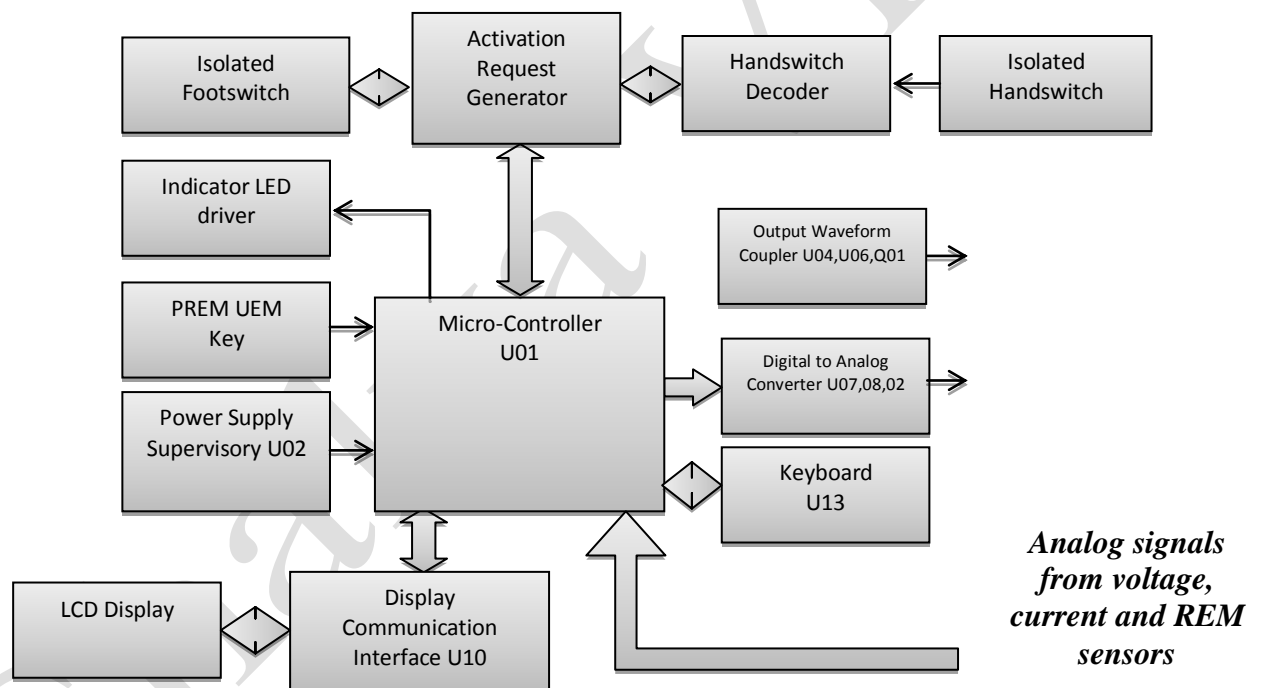 Isolated
Footswitch
Activation
Request
Generator
Handswitch
Decoder
Isolated
Handswitch
Indicator LED
driver
Output Waveform
Coupler U04,U06,Q01
PREM UEM
Key
Micro-Controller
U01
Digital to Analog
Converter U07,08,02
Power Supply
Supervisory U02
Keyboard
U13
Analog signals
from voltage,
current and REM
sensors
LCD Display
Display
Communication
Interface U10